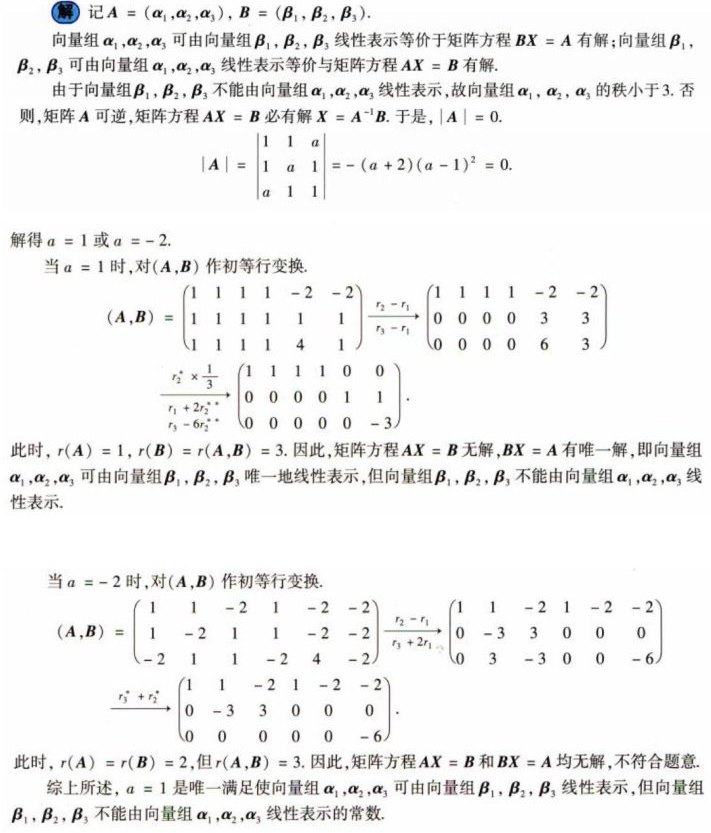 解 记 A = (α₁,α₂,α₃), B = (β₁, β₂, β₃).
向量组 α₁,α₂,α₃ 可由向量组 β₁, β₂, β₃ 线性表示等价于矩阵方程 BX = A 有解;向量组 β₁,
β₂, β₃ 可由向量组 α₁,α₂,α₃ 线性表示等价与矩阵方程 AX = B 有解.
由于向量组 β₁, β₂, β₃ 不能由向量组 α₁,α₂,α₃ 线性表示,故向量组 α₁, α₂, α₃ 的秩小于 3. 否
则,矩阵 A 可逆,矩阵方程 AX = B 必有解 X = A⁻¹B. 于是, |A| = 0.
1 1 a
|A| = 1 a 1 = - (a + 2) (a - 1)² = 0.
a 1 1
解得 a = 1 或 a = - 2.
当 a = 1 时,对(A,B) 作初等行变换.
1 1 1 1 - 2 - 2 r₂ - r₁ 1 1 1 1 - 2 - 2
(A,B) = 1 1 1 1 1 1 → 0 0 0 0 3 3
1 1 1 1 4 1 r₃ - r₁ 0 0 0 0 6 3
r₂* × 1/3 1 1 1 1 0 0
r₁ + 2r₂** → 0 0 0 0 1 1 .
r₃ - 6r₂** 0 0 0 0 0 - 3
此时, r(A) = 1, r(B) = r(A,B) = 3. 因此,矩阵方程 AX = B 无解,BX = A 有唯一解,即向量组
α₁,α₂,α₃ 可由向量组 β₁, β₂, β₃ 唯一地线性表示,但向量组 β₁, β₂, β₃ 不能由向量组 α₁,α₂,α₃ 线
性表示.
当 a = - 2 时,对(A,B) 作初等行变换.
1 1 - 2 1 - 2 - 2 r₂ - r₁ 1 1 - 2 1 - 2 - 2
(A,B) = 1 - 2 1 1 - 2 - 2 → 0 - 3 3 0 0 0
- 2 1 1 - 2 4 - 2 r₃ + 2r₁ 0 3 - 3 0 0 - 6
r₃* + r₂* 1 1 - 2 1 - 2 - 2
→ 0 - 3 3 0 0 0 .
0 0 0 0 0 - 6
此时, r(A) = r(B) = 2,但 r(A,B) = 3. 因此,矩阵方程 AX = B 和 BX = A 均无解,不符合题意.
综上所述, a = 1 是唯一满足使向量组 α₁,α₂,α₃ 可由向量组 β₁, β₂, β₃ 线性表示,但向量组
β₁, β₂, β₃ 不能由向量组 α₁,α₂,α₃ 线性表示的常数.